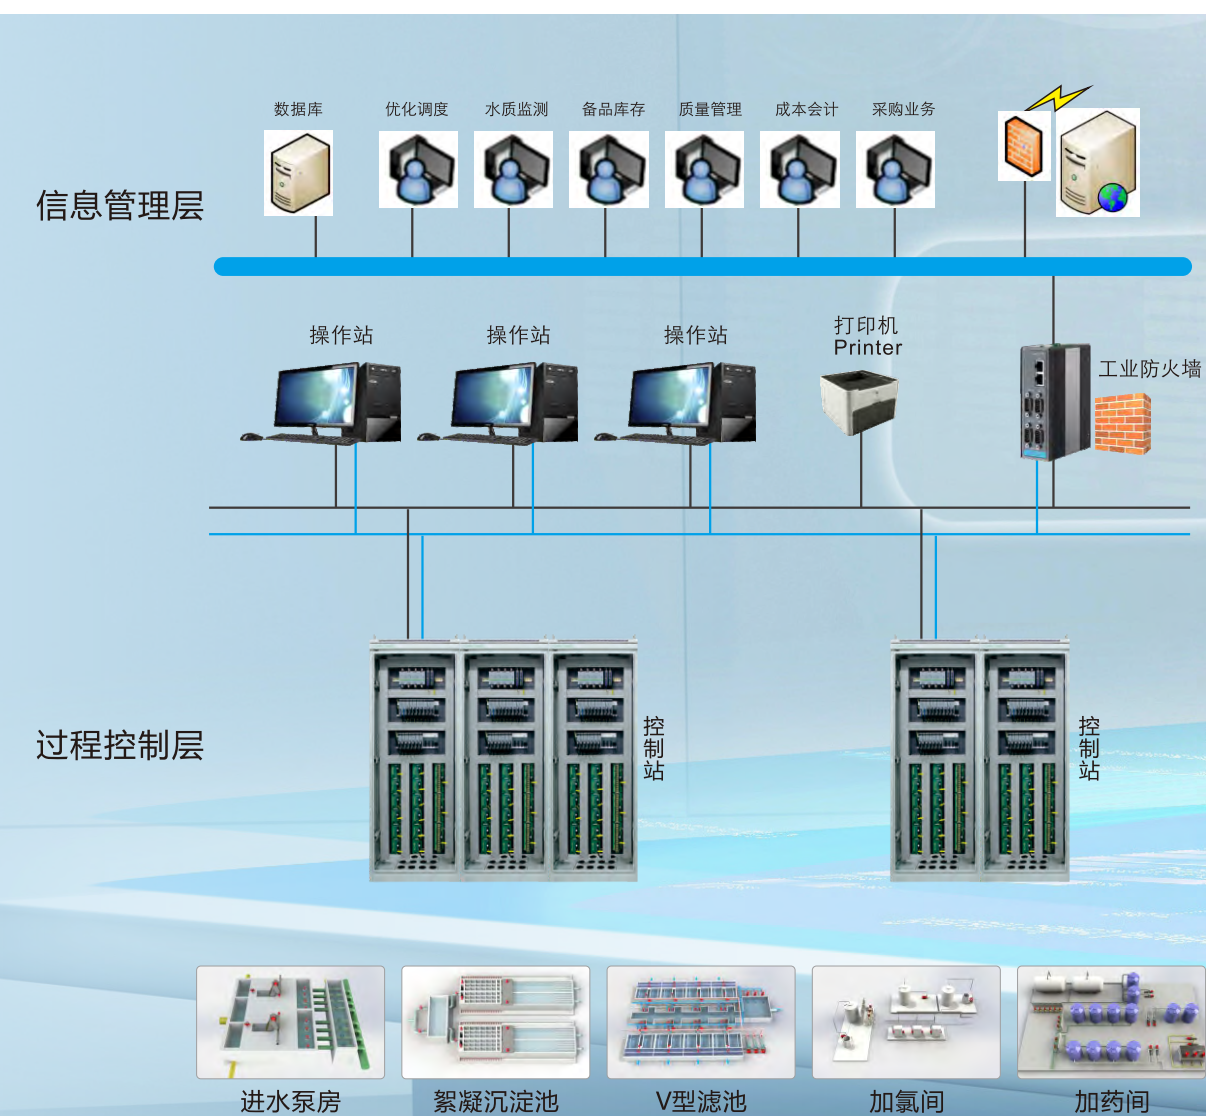 数据库
优化调度
水质监测
备品库存
质量管理
成本会计
采购业务
信息管理层
操作站
操作站
操作站
打印机
Printer
工业防火墙
过程控制层
控制站
控制站
进水泵房
絮凝沉淀池
V型滤池
加氯间
加药间